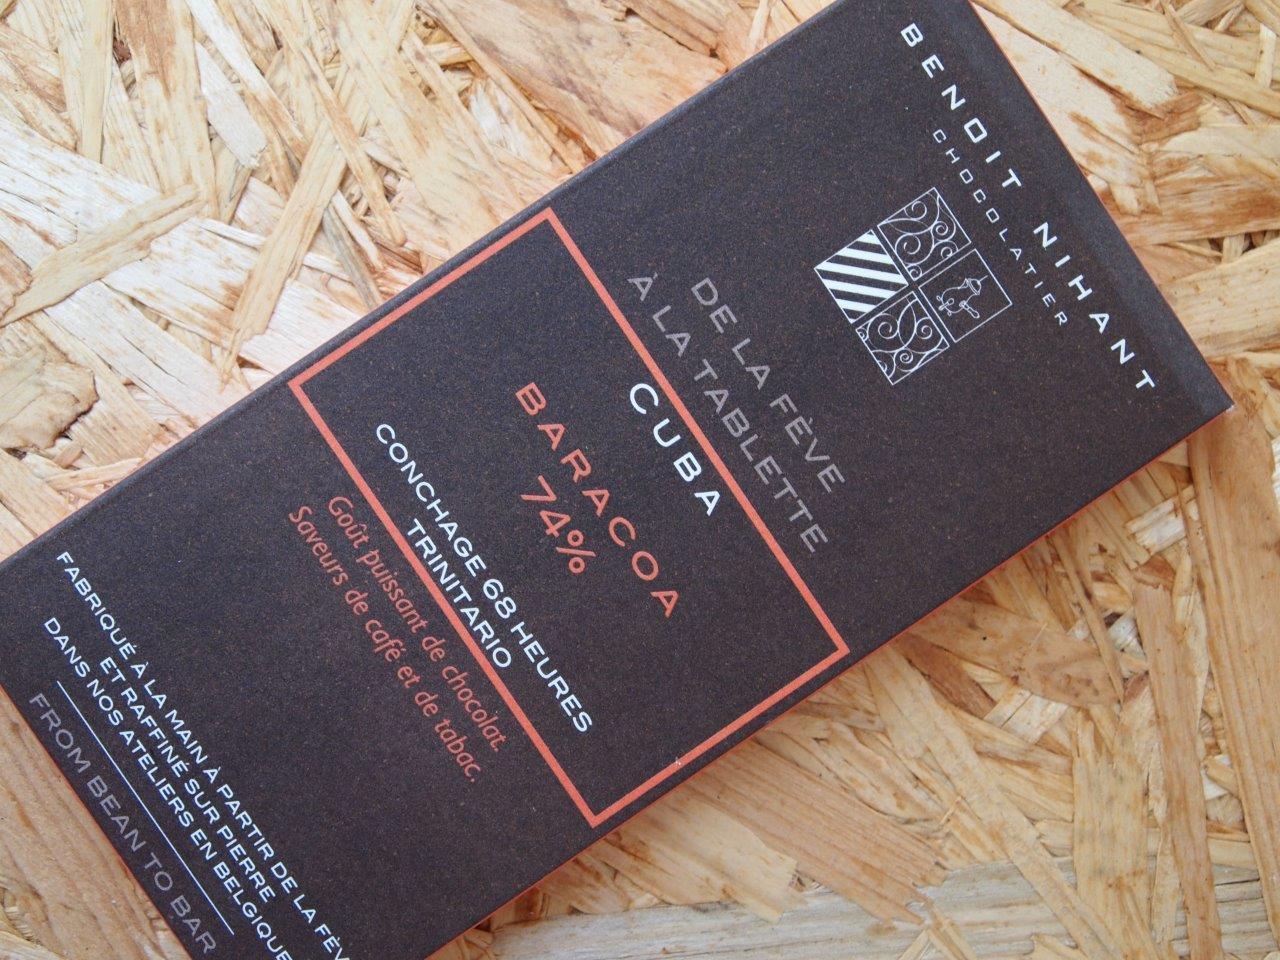 BENOIT NIHANT
CHOCOLATIER
DE LA FÈVE
À LA TABLETTE
CUBA
BARACOA
74%
CONCHAGE 68 HEURES
TRINITARIO
Goût puissant de chocolat.
Saveurs de café et de tabac.
FABRIQUÉ À LA MAIN À PARTIR DE LA FÈV
ET RAFFINÉ SUR PIERRE
DANS NOS ATELIERS EN BELGIQUE
FROM BEAN TO BAR